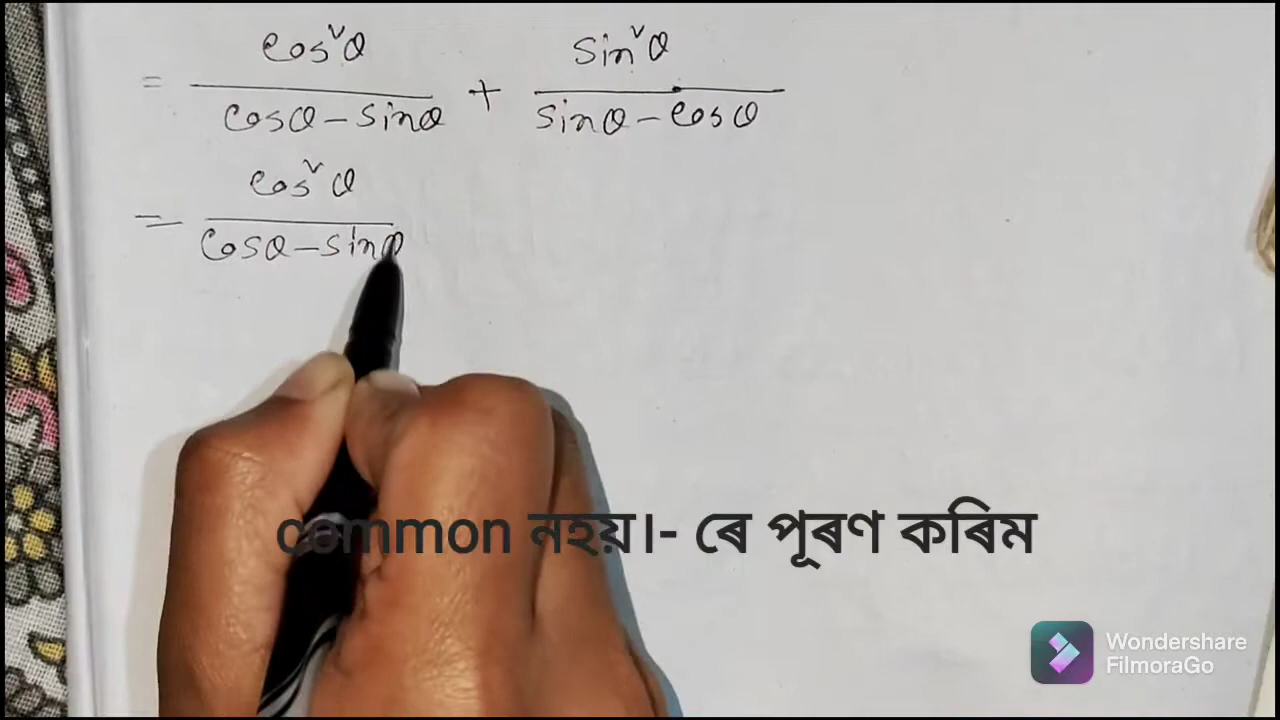 = cos²θ / cosθ - sinθ + sin²θ / sinθ - cosθ
= cos²θ / cosθ - sinθ
common নহয়।- ৰে পূৰণ কৰিম
Wondershare
FilmoraGo